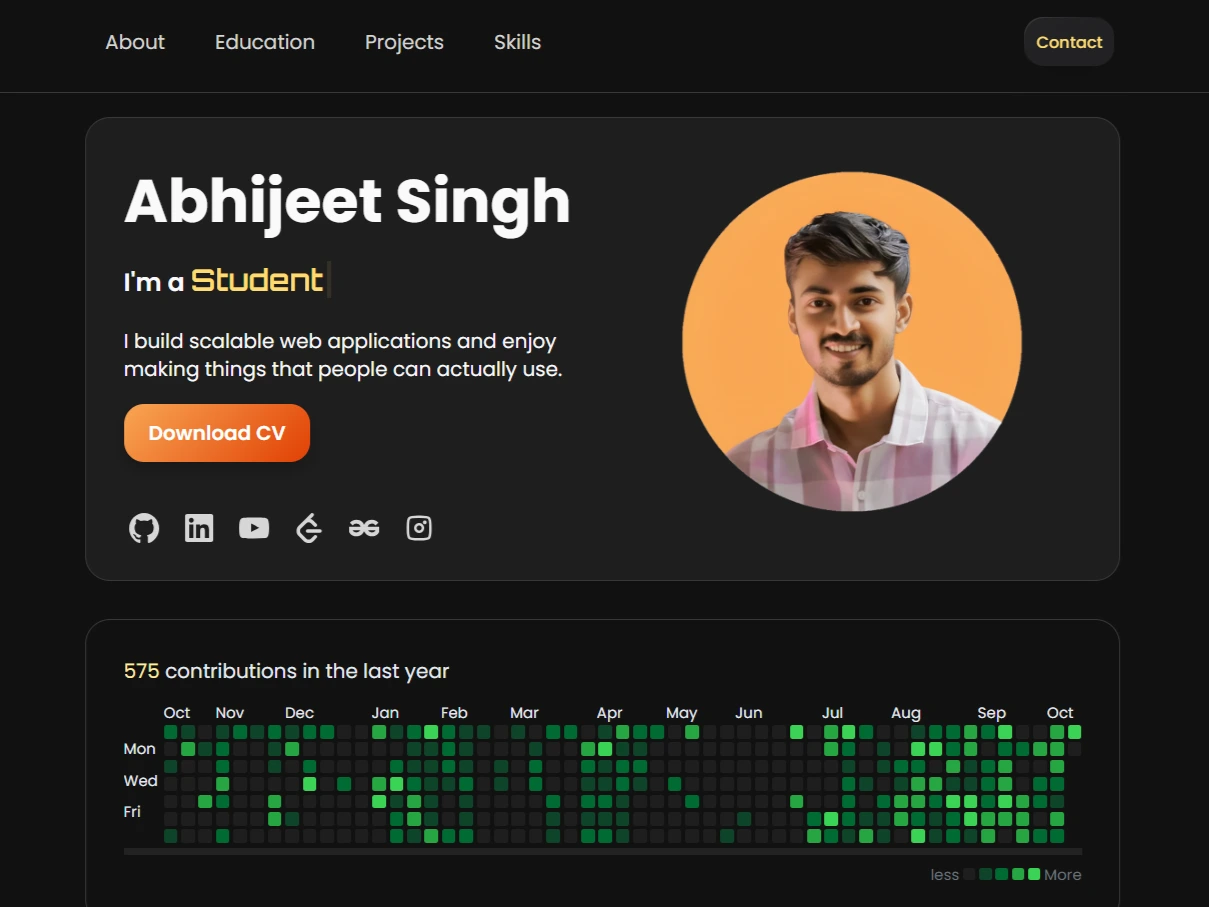 About Education Projects Skills Contact
Abhijeet Singh
I'm a Student
I build scalable web applications and enjoy
making things that people can actually use.
Download CV
575 contributions in the last year
Oct Nov Dec Jan Feb Mar Apr May Jun Jul Aug Sep Oct
Mon
Wed
Fri
less More